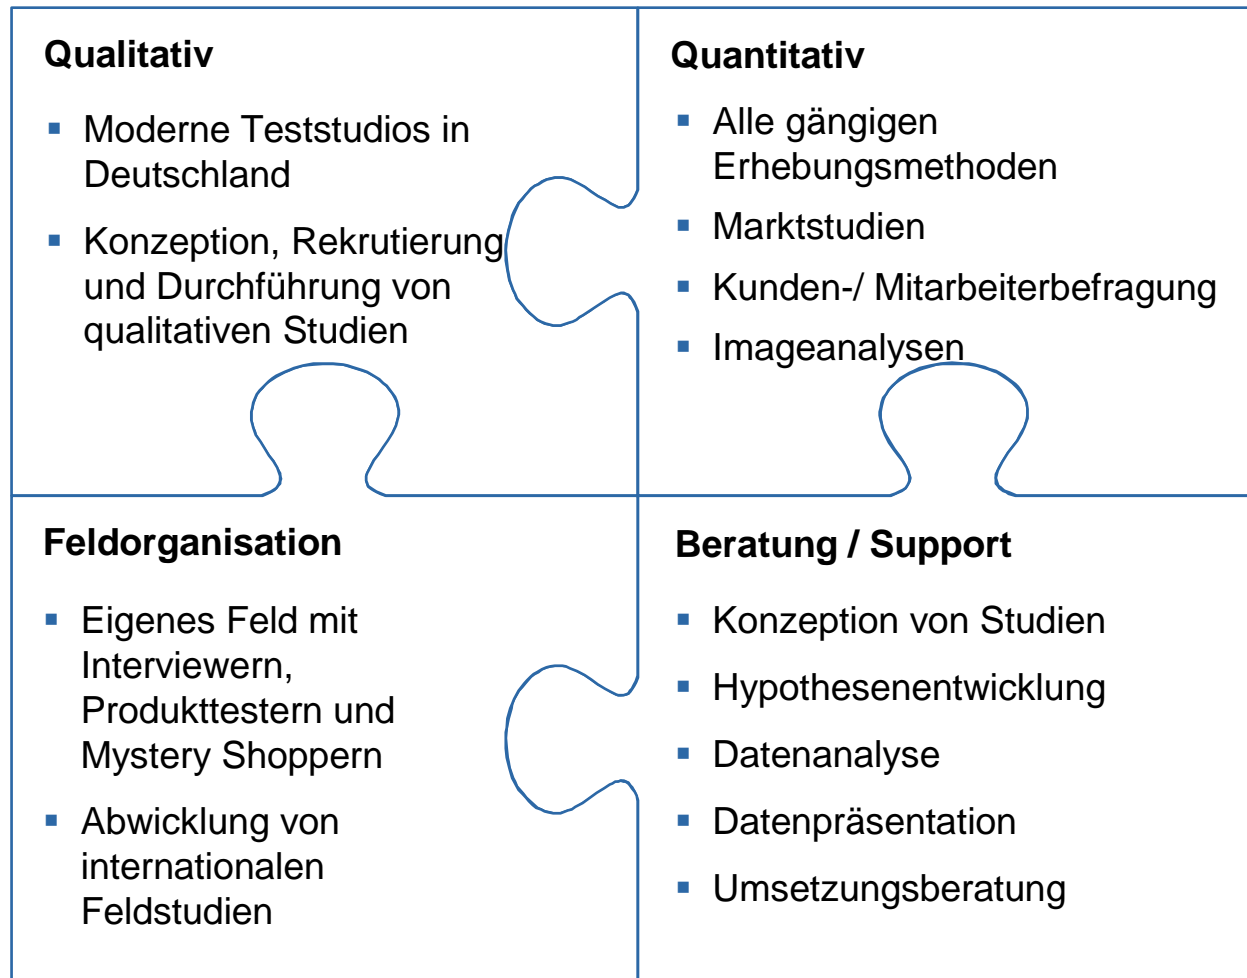 Qualitativ
▪ Moderne Teststudios in
Deutschland
▪ Konzeption, Rekrutierung
und Durchführung von
qualitativen Studien
Quantitativ
▪ Alle gängigen
Erhebungsmethoden
▪ Marktstudien
▪ Kunden-/ Mitarbeiterbefragung
▪ Imageanalysen
Feldorganisation
▪ Eigenes Feld mit
Interviewern,
Produkttestern und
Mystery Shoppern
▪ Abwicklung von
internationalen
Feldstudien
Beratung / Support
▪ Konzeption von Studien
▪ Hypothesenentwicklung
▪ Datenanalyse
▪ Datenpräsentation
▪ Umsetzungsberatung